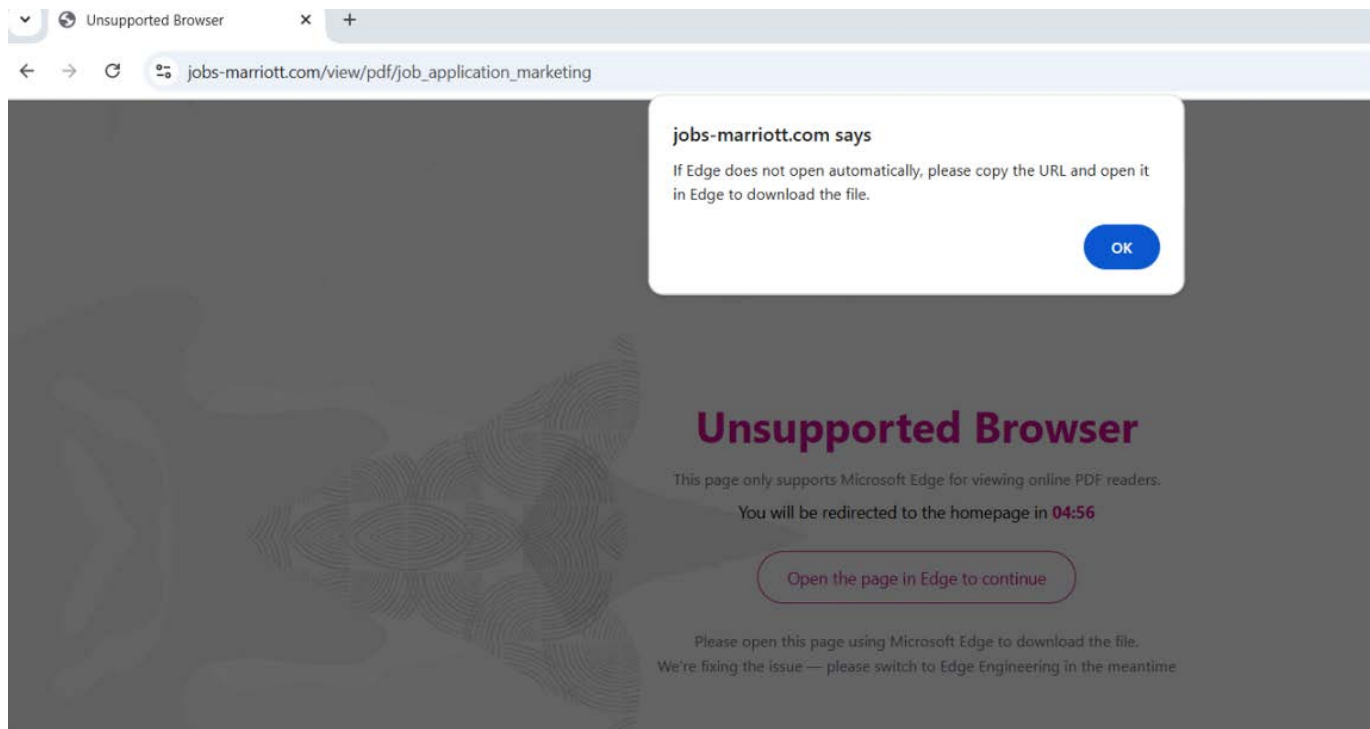 Unsupported Browser
jobs-marriott.com/view/pdf/job_application_marketing
jobs-marriott.com says
If Edge does not open automatically, please copy the URL and open it
in Edge to download the file.
OK
Unsupported Browser
This page only supports Microsoft Edge for viewing online PDF readers.
You will be redirected to the homepage in 04:56
Open the page in Edge to continue
Please open this page using Microsoft Edge to download the file.
We're fixing the issue — please switch to Edge Engineering in the meantime